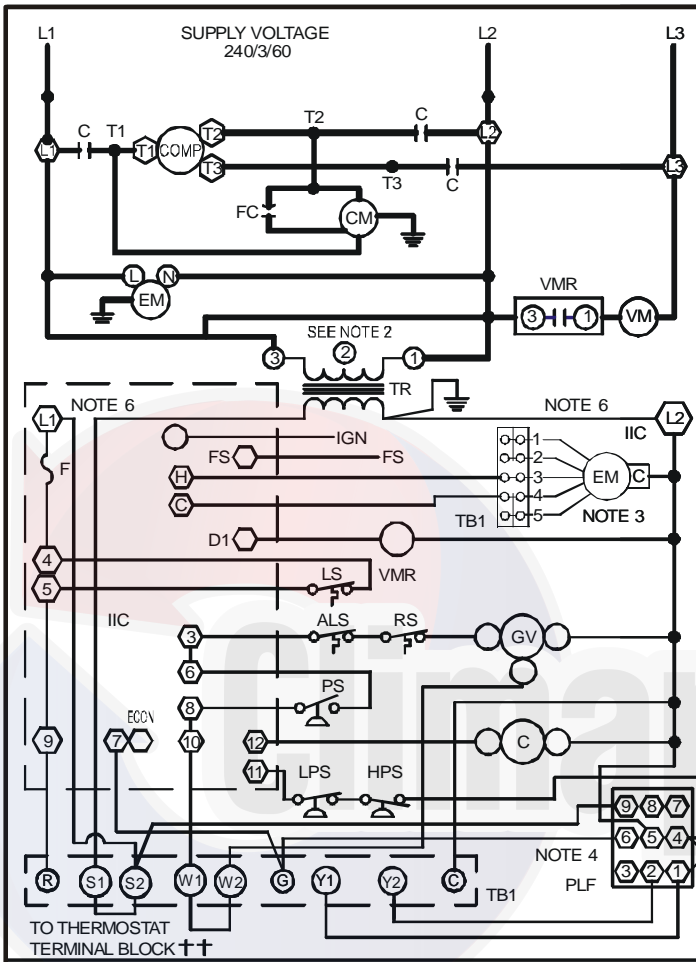 L1 SUPPLY VOLTAGE L2 L3
240/3/60
C T1 T2 T2 C
L1 T1 COMP L2
T3 T3 C L3
FC CM
L N VMR
EM 3 1 VM
SEE NOTE 2
3 2 1
TR
NOTE 6 NOTE 6
L1 L2
IGN IIC
F FS FS 1
H 2
3 EM C
C 4
TB1 5 NOTE 3
D1
4 LS VMR
5
IIC ALS RS
3 GV
6 PS
8
ECON
9 7 10 12 C
11 LPS HPS
9 8 7
NOTE 4 6 5 4
PLF 3 2 1
R S1 S2 W1 W2 G Y1 Y2 C TB1
TO THERMOSTAT
TERMINAL BLOCK ††
Climar